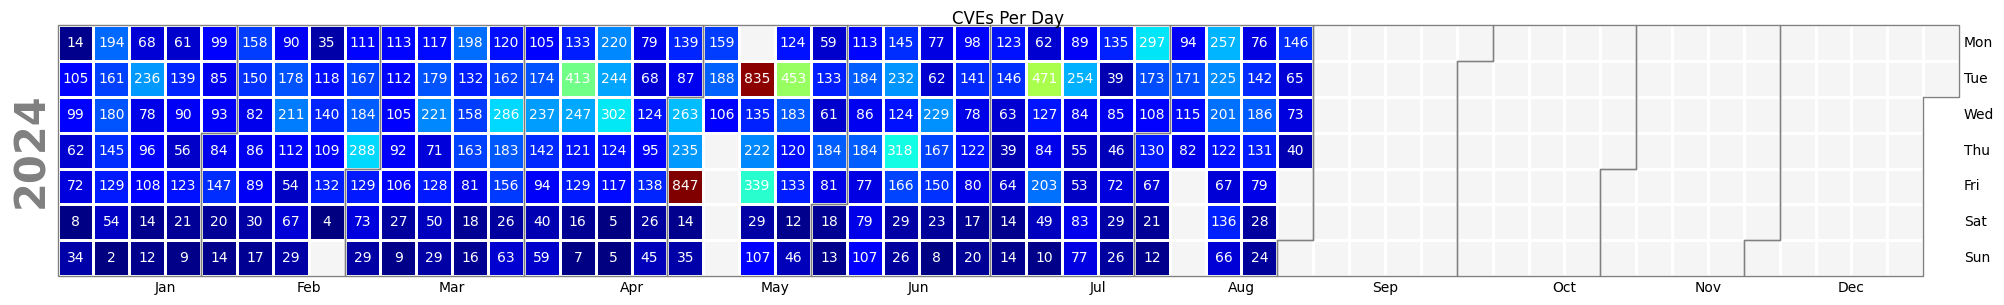 CVEs Per Day
14 194 68 61 99 158 90 35 111 113 117 198 120 105 133 220 79 139 159 124 59 113 145 77 98 123 62 89 135 297 94 257 76 146 Mon
105 161 236 139 85 150 178 118 167 112 179 132 162 174 413 244 68 87 188 835 453 133 184 232 62 141 146 471 254 39 173 171 225 142 65 Tue
99 180 78 90 93 82 211 140 184 105 221 158 286 237 247 302 124 263 106 135 183 61 86 124 229 78 63 127 84 85 108 115 201 186 73 Wed
62 145 96 56 84 86 112 109 288 92 71 163 183 142 121 124 95 235 222 120 184 184 318 167 122 39 84 55 46 130 82 122 131 40 Thu
72 129 108 123 147 89 54 132 129 106 128 81 156 94 129 117 138 847 339 133 81 77 166 150 80 64 203 53 72 67 67 79 Fri
8 54 14 21 20 30 67 4 73 27 50 18 26 40 16 5 26 14 29 12 18 79 29 23 17 14 49 83 29 21 136 28 Sat
34 2 12 9 14 17 29 29 9 29 16 63 59 7 5 45 35 107 46 13 107 26 8 20 14 10 77 26 12 66 24 Sun
2024
Jan Feb Mar Apr May Jun Jul Aug Sep Oct Nov Dec